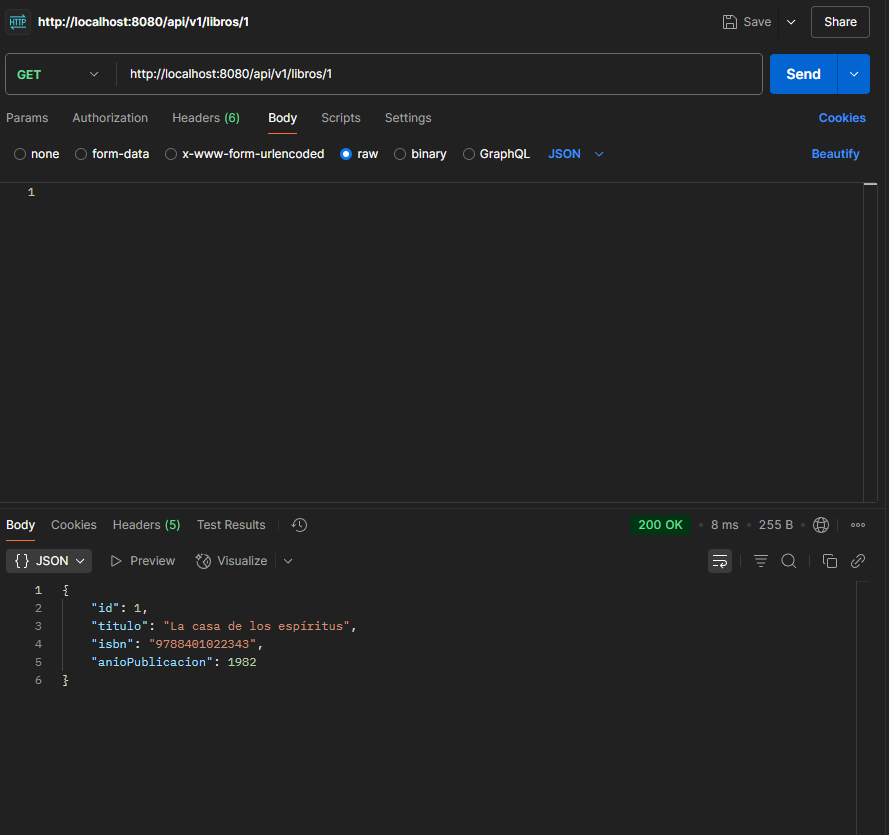 HTTP http://localhost:8080/api/v1/libros/1 Save Share
GET http://localhost:8080/api/v1/libros/1 Send
Params Authorization Headers (6) Body Scripts Settings Cookies
none form-data x-www-form-urlencoded raw binary GraphQL JSON Beautify
1
Body Cookies Headers (5) Test Results 200 OK • 8 ms • 255 B •
{} JSON Preview Visualize
1 {
2 "id": 1,
3 "titulo": "La casa de los espíritus",
4 "isbn": "9788401022343",
5 "anioPublicacion": 1982
6 }